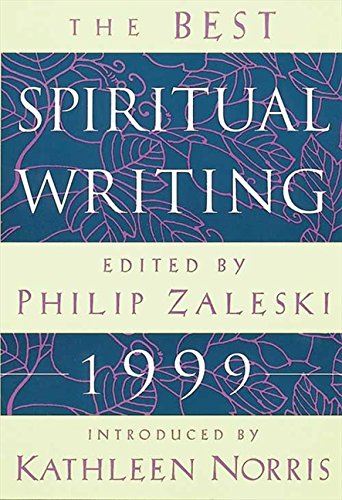 THE BEST
SPIRITUAL
WRITING
EDITED BY
PHILIP ZALESKI
1999
INTRODUCED BY
KATHLEEN NORRIS